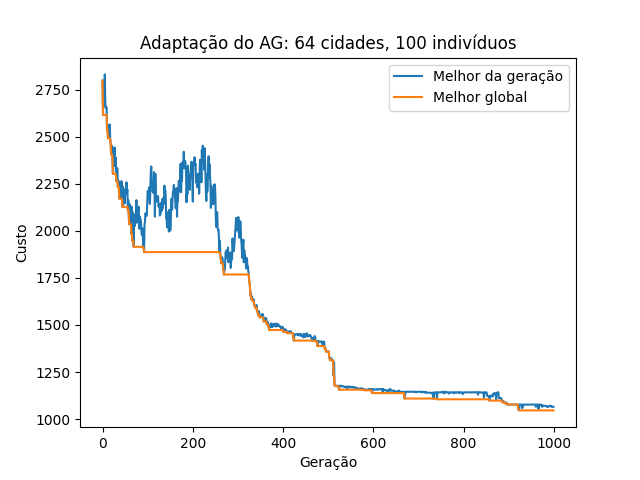 Adaptação do AG: 64 cidades, 100 indivíduos
Melhor da geração
Melhor global
2750
2500
2250
2000
1750
1500
1250
1000
Custo
0 200 400 600 800 1000
Geração